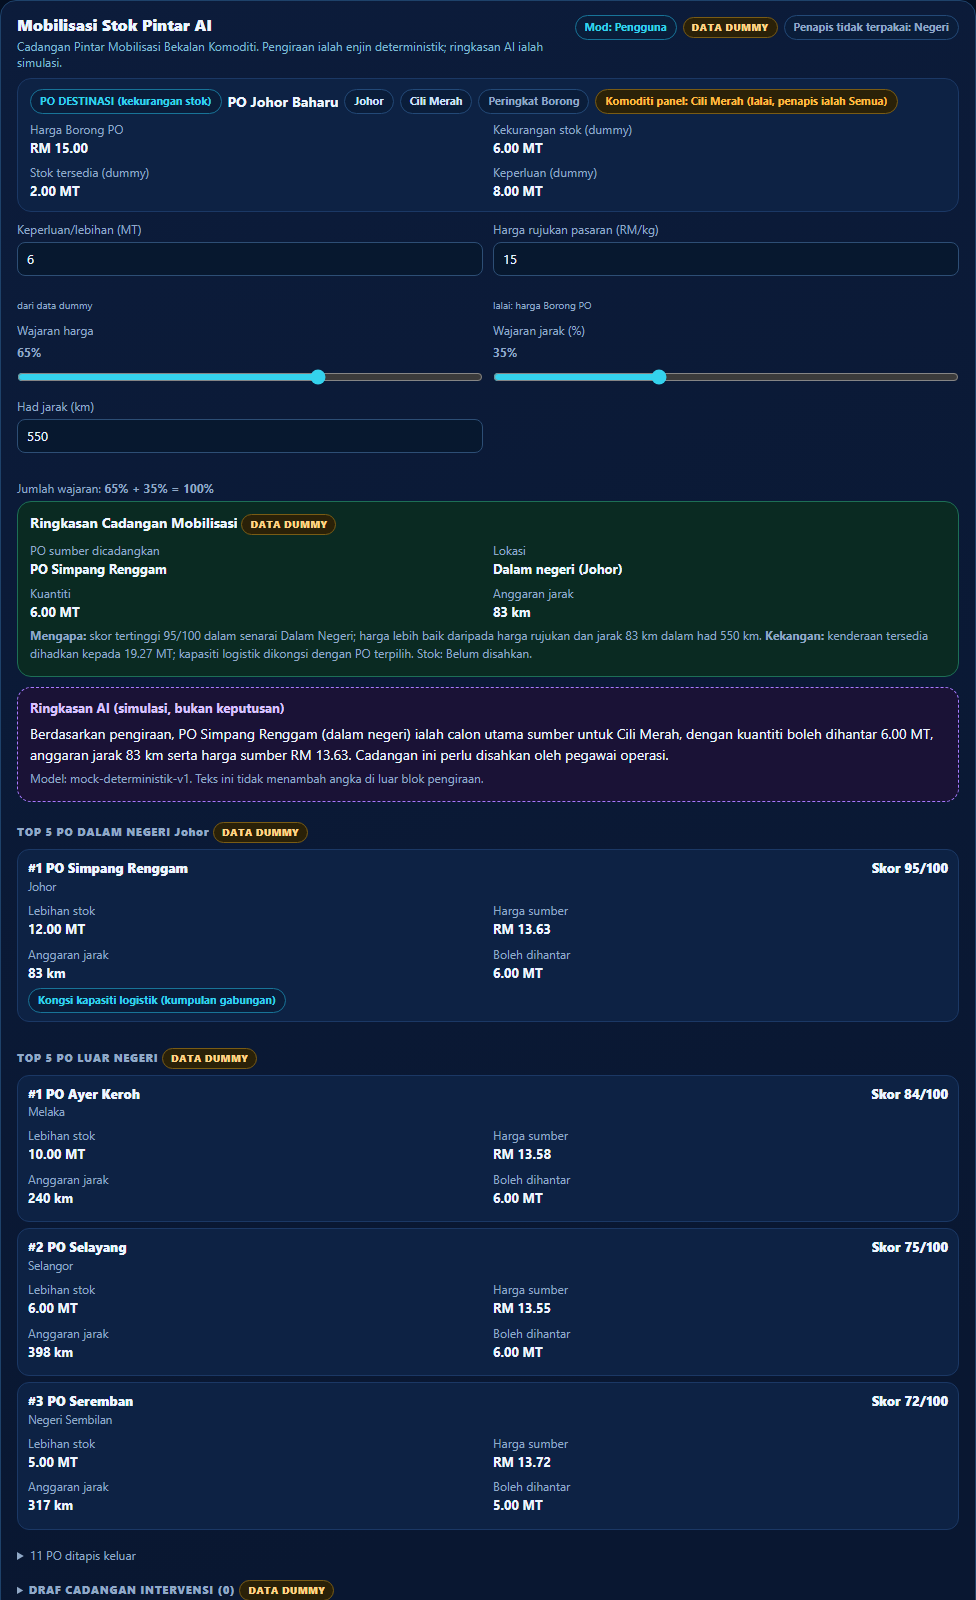 Mobilisasi Stok Pintar AI
Mod: Pengguna
DATA DUMMY
Penapis tidak terpakai: Negeri
Cadangan Pintar Mobilisasi Bekalan Komoditi. Pengiraan ialah enjin deterministik; ringkasan AI ialah
simulasi.
PO DESTINASI (kekurangan stok)
PO Johor Baharu
Johor
Cili Merah
Peringkat Borong
Komoditi panel: Cili Merah (lalai, penapis ialah Semua)
Harga Borong PO
RM 15.00
Kekurangan stok (dummy)
6.00 MT
Stok tersedia (dummy)
2.00 MT
Keperluan (dummy)
8.00 MT
Keperluan/lebihan (MT)
6
dari data dummy
Harga rujukan pasaran (RM/kg)
15
lalai: harga Borong PO
Wajaran harga
65%
Wajaran jarak (%)
35%
Had jarak (km)
550
Jumlah wajaran: 65% + 35% = 100%
Ringkasan Cadangan Mobilisasi DATA DUMMY
PO sumber dicadangkan
PO Simpang Renggam
Lokasi
Dalam negeri (Johor)
Kuantiti
6.00 MT
Anggaran jarak
83 km
Mengapa: skor tertinggi 95/100 dalam senarai Dalam Negeri; harga lebih baik daripada harga rujukan dan jarak 83 km dalam had 550 km. Kekangan: kenderaan tersedia
dihadkan kepada 19.27 MT; kapasiti logistik dikongsi dengan PO terpilih. Stok: Belum disahkan.
Ringkasan AI (simulasi, bukan keputusan)
Berdasarkan pengiraan, PO Simpang Renggam (dalam negeri) ialah calon utama sumber untuk Cili Merah, dengan kuantiti boleh dihantar 6.00 MT,
anggaran jarak 83 km serta harga sumber RM 13.63. Cadangan ini perlu disahkan oleh pegawai operasi.
Model: mock-deterministik-v1. Teks ini tidak menambah angka di luar blok pengiraan.
TOP 5 PO DALAM NEGERI Johor DATA DUMMY
#1 PO Simpang Renggam
Skor 95/100
Johor
Lebihan stok
12.00 MT
Harga sumber
RM 13.63
Anggaran jarak
83 km
Boleh dihantar
6.00 MT
Kongsi kapasiti logistik (kumpulan gabungan)
TOP 5 PO LUAR NEGERI DATA DUMMY
#1 PO Ayer Keroh
Skor 84/100
Melaka
Lebihan stok
10.00 MT
Harga sumber
RM 13.58
Anggaran jarak
240 km
Boleh dihantar
6.00 MT
#2 PO Selayang
Skor 75/100
Selangor
Lebihan stok
6.00 MT
Harga sumber
RM 13.55
Anggaran jarak
398 km
Boleh dihantar
6.00 MT
#3 PO Seremban
Skor 72/100
Negeri Sembilan
Lebihan stok
5.00 MT
Harga sumber
RM 13.72
Anggaran jarak
317 km
Boleh dihantar
5.00 MT
11 PO ditapis keluar
DRAF CADANGAN INTERVENSI (0) DATA DUMMY